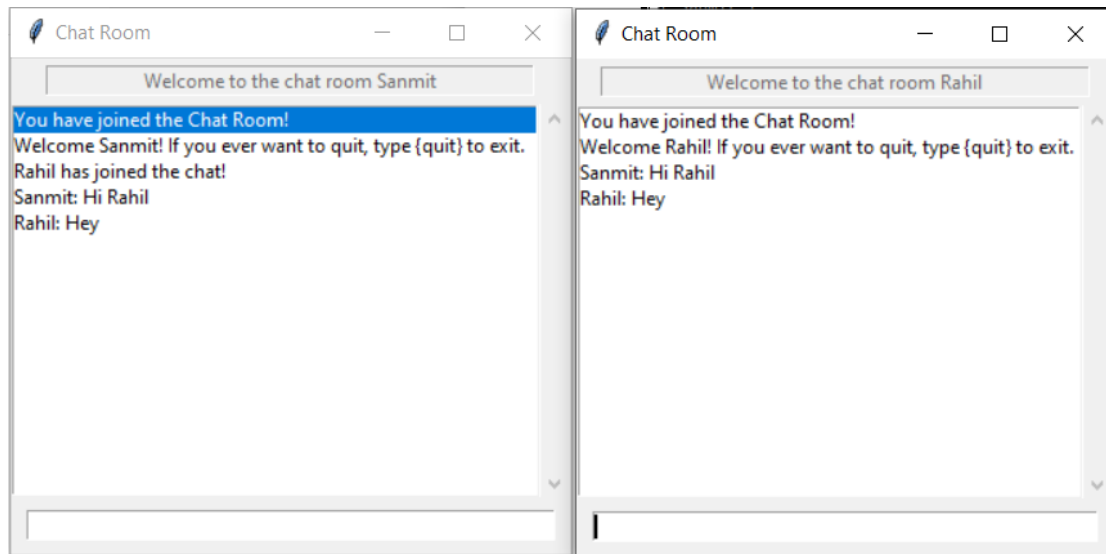 Chat Room
Welcome to the chat room Sanmit
You have joined the Chat Room!
Welcome Sanmit! If you ever want to quit, type {quit} to exit.
Rahil has joined the chat!
Sanmit: Hi Rahil
Rahil: Hey
Chat Room
Welcome to the chat room Rahil
You have joined the Chat Room!
Welcome Rahil! If you ever want to quit, type {quit} to exit.
Sanmit: Hi Rahil
Rahil: Hey